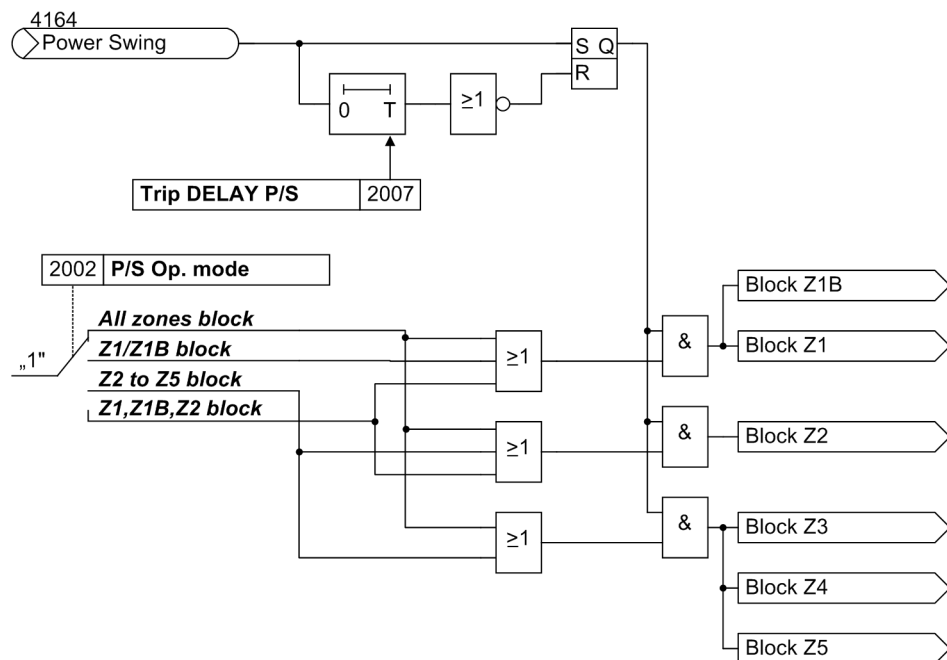 4164
Power Swing
S Q
R
0 T
≥1
Trip DELAY P/S 2007
2002 P/S Op. mode
„1"
All zones block
Z1/Z1B block
Z2 to Z5 block
Z1,Z1B,Z2 block
≥1
≥1
≥1
&
&
&
Block Z1B
Block Z1
Block Z2
Block Z3
Block Z4
Block Z5